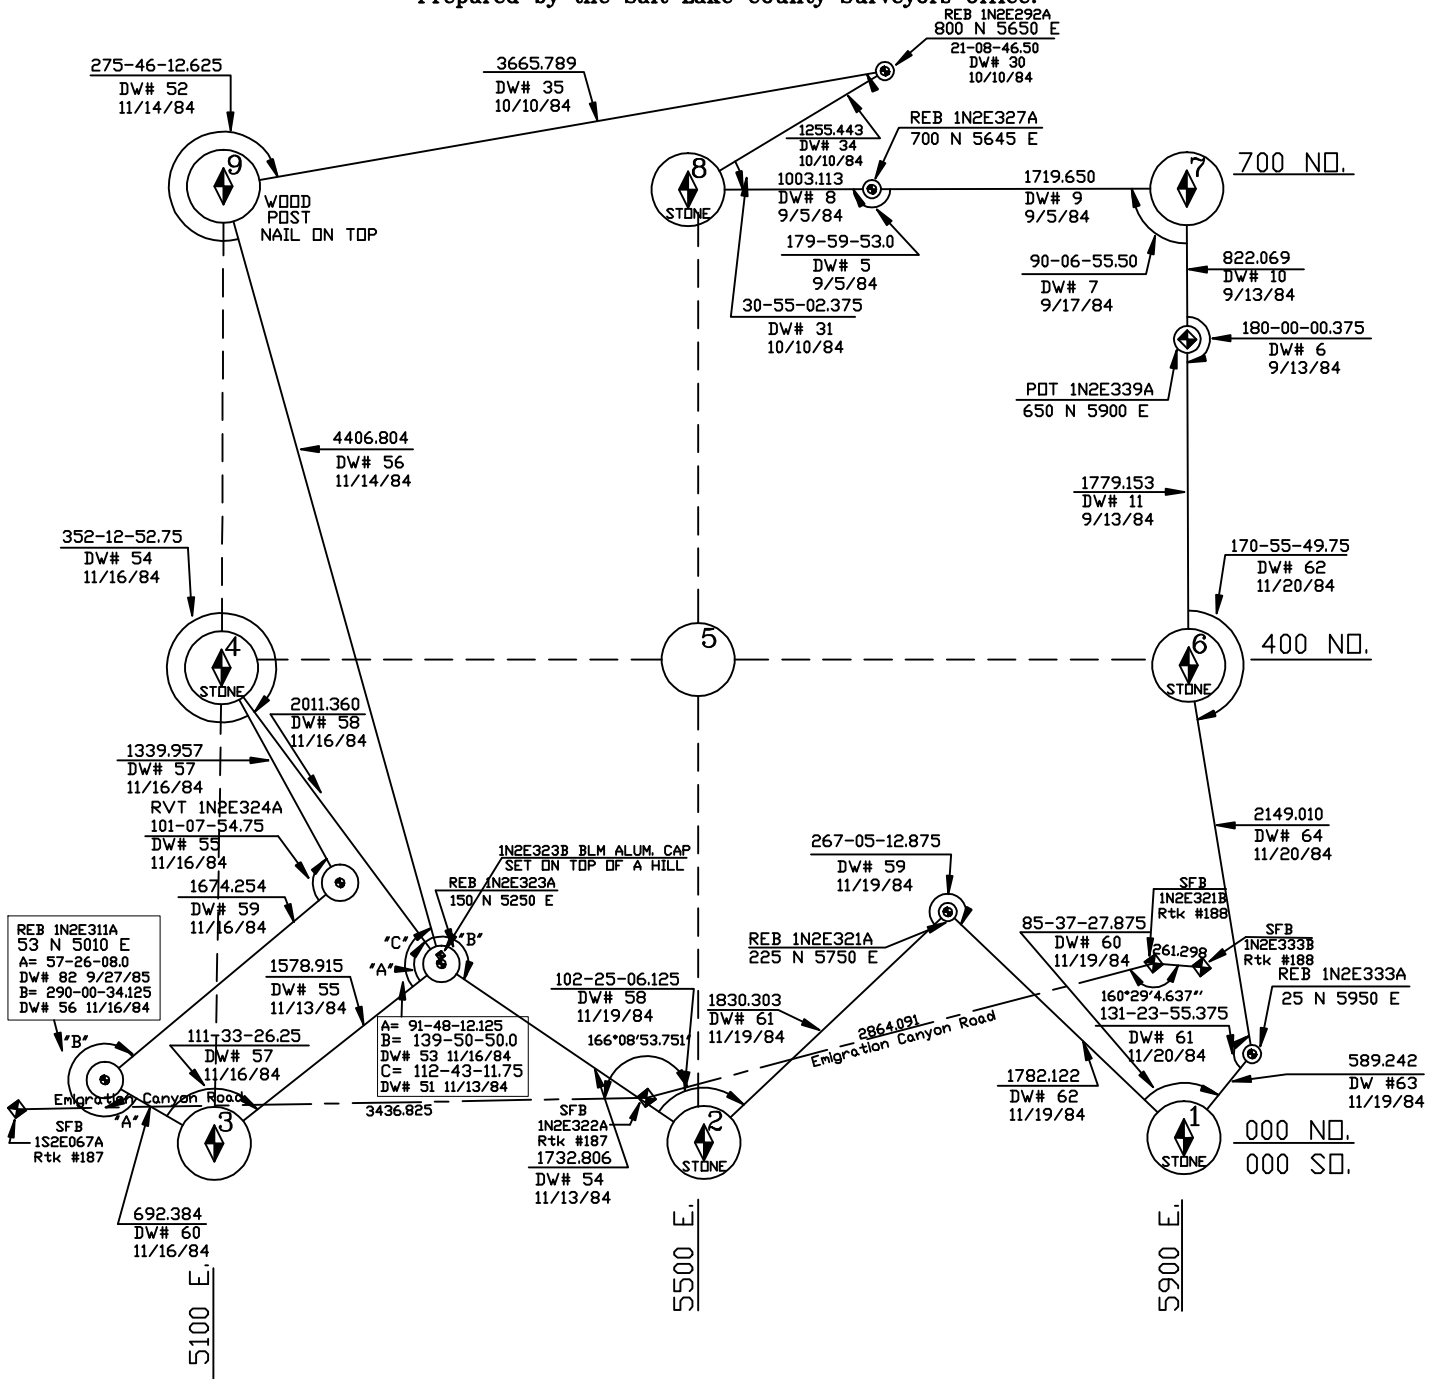 Prepared by the Salt Lake County Surveyors Office.
REB 1N2E292A
800 N 5650 E
21-08-46.50
DW# 30
10/10/84
275-46-12.625
DW# 52
11/14/84
3665.789
DW# 35
10/10/84
1255.443
DW# 34
10/10/84
REB 1N2E327A
700 N 5645 E
9
WOOD
POST
NAIL ON TOP
8
STONE
1003.113
DW# 8
9/5/84
1719.650
DW# 9
9/5/84
7
700 NO.
179-59-53.0
DW# 5
9/5/84
90-06-55.50
DW# 7
9/17/84
822.069
DW# 10
9/13/84
30-55-02.375
DW# 31
10/10/84
180-00-00.375
DW# 6
9/13/84
POT 1N2E339A
650 N 5900 E
4406.804
DW# 56
11/14/84
1779.153
DW# 11
9/13/84
352-12-52.75
DW# 54
11/16/84
170-55-49.75
DW# 62
11/20/84
4
STONE
5
6
STONE
400 NO.
2011.360
DW# 58
11/16/84
1339.957
DW# 57
11/16/84
RVT 1N2E324A
101-07-54.75
DW# 55
11/16/84
1674.254
DW# 59
11/16/84
1N2E323B BLM ALUM. CAP
SET ON TOP OF A HILL
REB 1N2E323A
150 N 5250 E
267-05-12.875
DW# 59
11/19/84
2149.010
DW# 64
11/20/84
REB 1N2E311A
53 N 5010 E
A= 57-26-08.0
DW# 82 9/27/85
B= 290-00-34.125
DW# 56 11/16/84
"C"
"B"
"A"
1578.915
DW# 55
11/13/84
REB 1N2E321A
225 N 5750 E
85-37-27.875
DW# 60
11/19/84
SFB
1N2E321B
Rtk #188
261.298
SFB
1N2E333B
Rtk #188
REB 1N2E333A
25 N 5950 E
102-25-06.125
DW# 58
11/19/84
1830.303
DW# 61
11/19/84
160°29'4.637"
131-23-55.375
DW# 61
11/20/84
111-33-26.25
DW# 57
11/16/84
A= 91-48-12.125
B= 139-50-50.0
DW# 53 11/16/84
C= 112-43-11.75
DW# 51 11/13/84
166°08'53.751"
2864.091
Emigration Canyon Road
"B"
589.242
DW #63
11/19/84
1782.122
DW# 62
11/19/84
Emigration Canyon Road
3436.825
"A"
SFB
1S2E067A
Rtk #187
3
SFB
1N2E322A
Rtk #187
2
STONE
1
STONE
000 NO.
000 SO.
1732.806
DW# 54
11/13/84
692.384
DW# 60
11/16/84
5100 E.
5500 E.
5900 E.